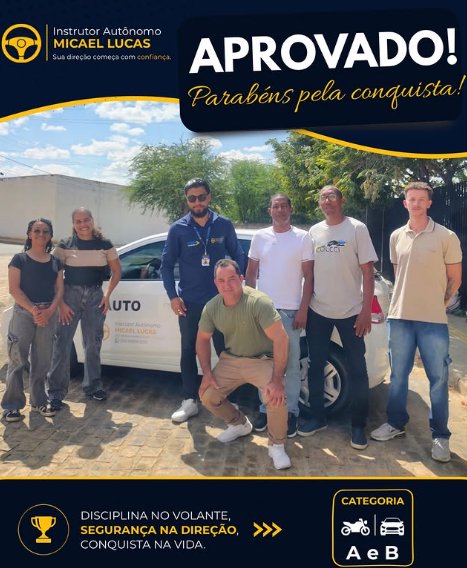 Instrutor Autônomo
MICAEL LUCAS
Sua direção começa com confiança.
APROVADO!
Parabéns pela conquista!
AUTO
Instrutor Autônomo
MICAEL LUCAS
DISCIPLINA NO VOLANTE,
SEGURANÇA NA DIREÇÃO,
CONQUISTA NA VIDA.
CATEGORIA
A e B